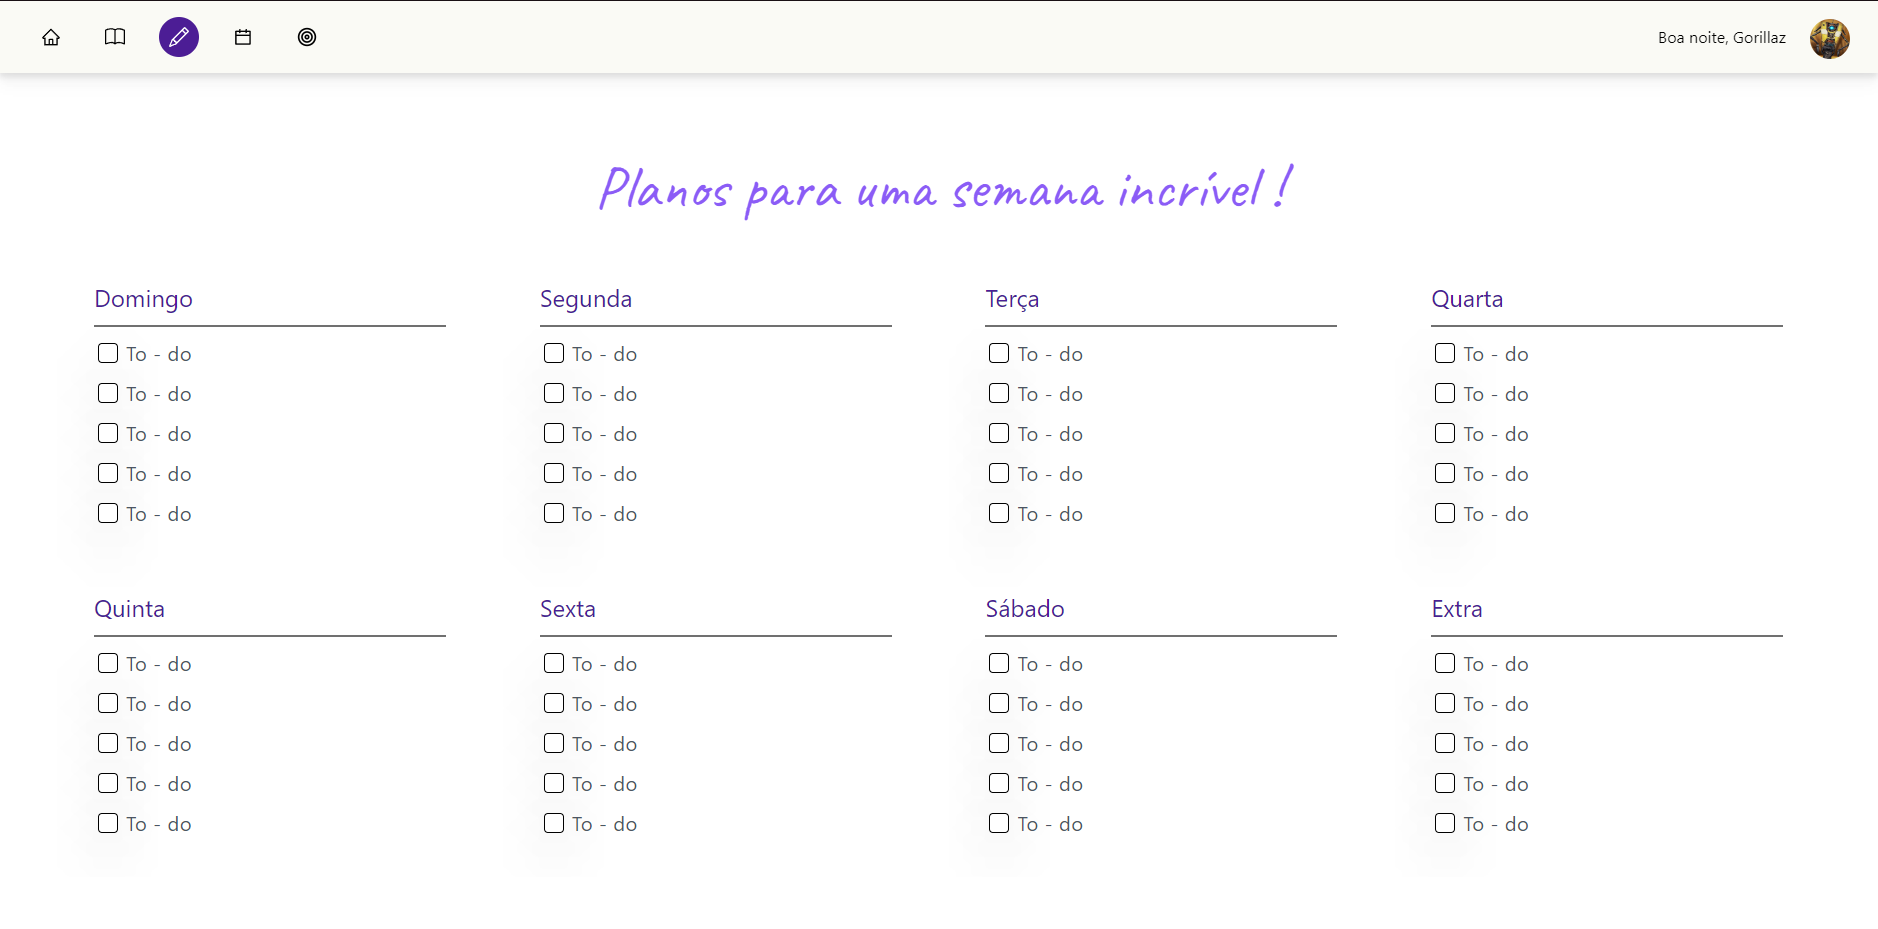 Boa noite, Gorillaz
Planos para uma semana incrível !
Domingo
To - do
To - do
To - do
To - do
To - do
Segunda
To - do
To - do
To - do
To - do
To - do
Terça
To - do
To - do
To - do
To - do
To - do
Quarta
To - do
To - do
To - do
To - do
To - do
Quinta
To - do
To - do
To - do
To - do
To - do
Sexta
To - do
To - do
To - do
To - do
To - do
Sábado
To - do
To - do
To - do
To - do
To - do
Extra
To - do
To - do
To - do
To - do
To - do